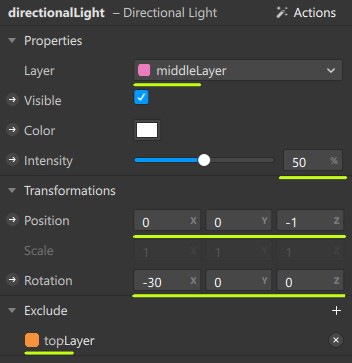 directionalLight – Directional Light Actions
Properties
Layer middleLayer
Visible
Color
Intensity 50 %
Transformations
Position 0 X 0 Y -1 Z
Scale 1 X 1 Y 1 Z
Rotation -30 X 0 Y 0 Z
Exclude +
topLayer